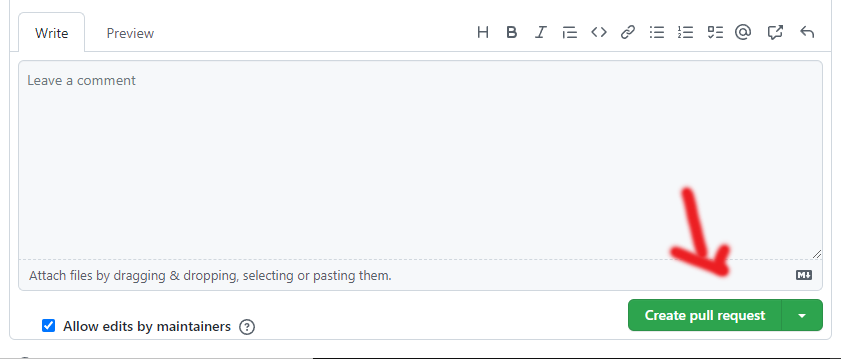 Write Preview H B I @
Leave a comment
Attach files by dragging & dropping, selecting or pasting them.
Create pull request
Allow edits by maintainers ?